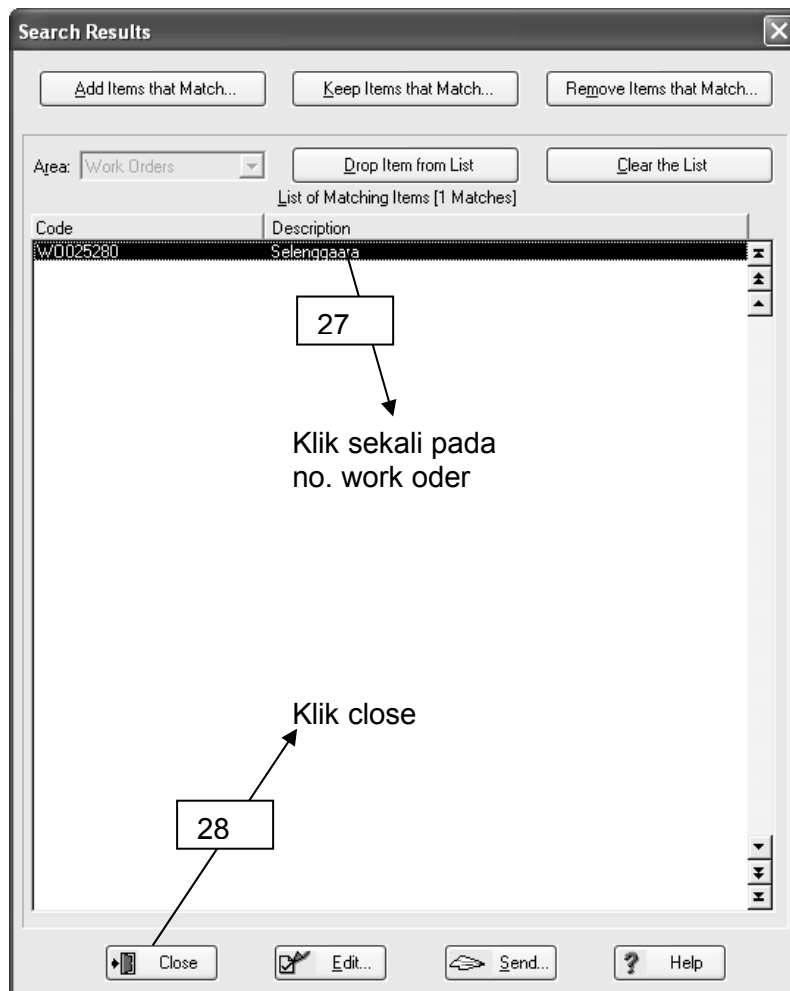 Search Results
Add Items that Match...
Keep Items that Match...
Remove Items that Match...
Area: Work Orders
Drop Item from List
Clear the List
List of Matching Items [1 Matches]
Code Description
WO025280 Selenggaara
27
Klik sekali pada
no. work oder
Klik close
28
Close Edit... Send... ? Help